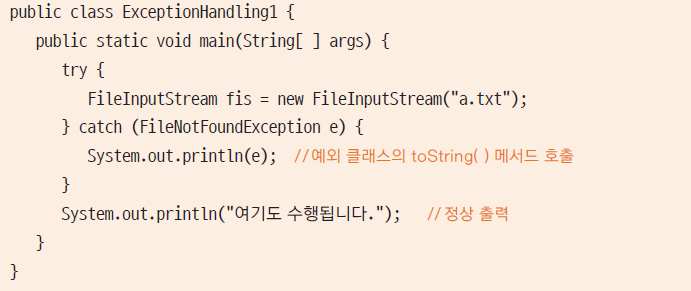 public class ExceptionHandling1 {
public static void main(String[ ] args) {
try {
FileInputStream fis = new FileInputStream("a.txt");
} catch (FileNotFoundException e) {
System.out.println(e); //예외 클래스의 toString( ) 메서드 호출
}
System.out.println("여기도 수행됩니다."); //정상 출력
}
}